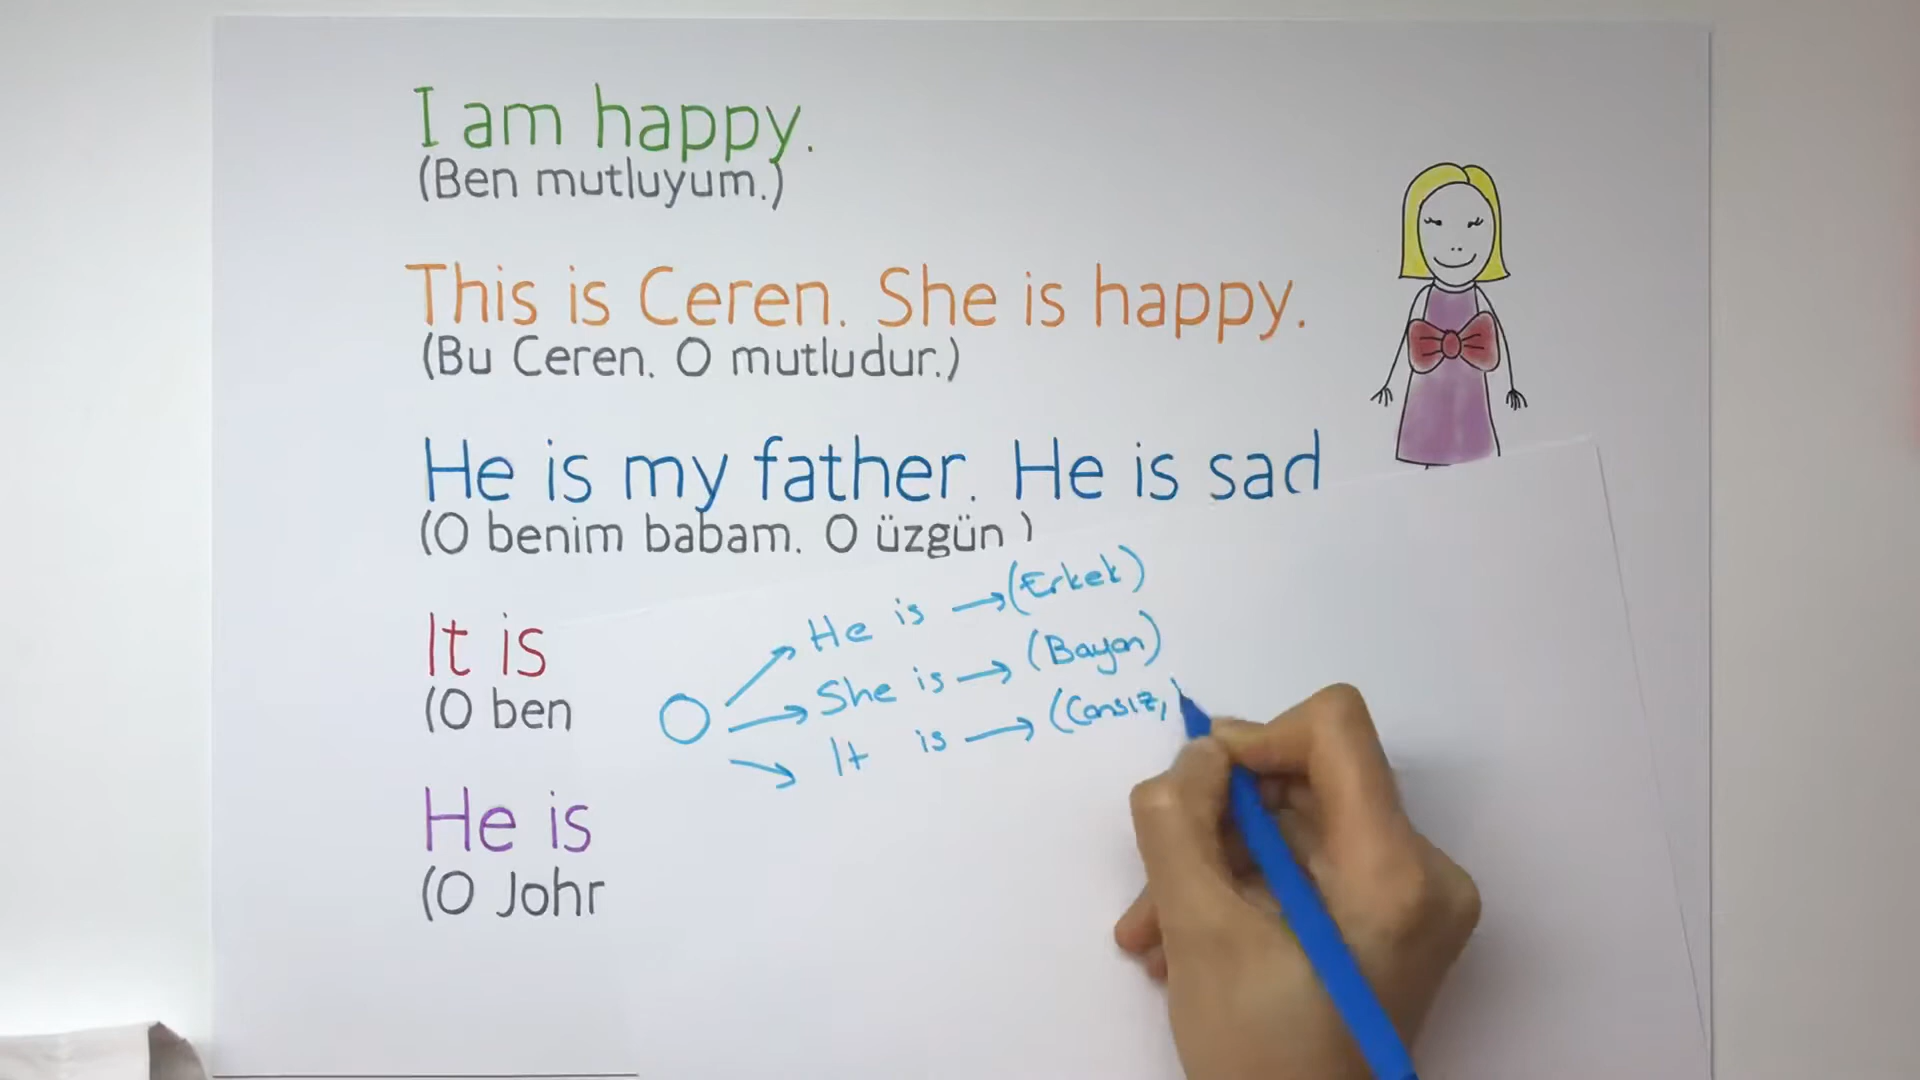 I am happy.
(Ben mutluyum.)
This is Ceren. She is happy.
(Bu Ceren. O mutludur.)
He is my father. He is sad
(O benim babam. O üzgün )
It is
(O ben
He is
(O Johr
O
He is → (Erkek)
She is → (Bayan)
It is → (Cansız,